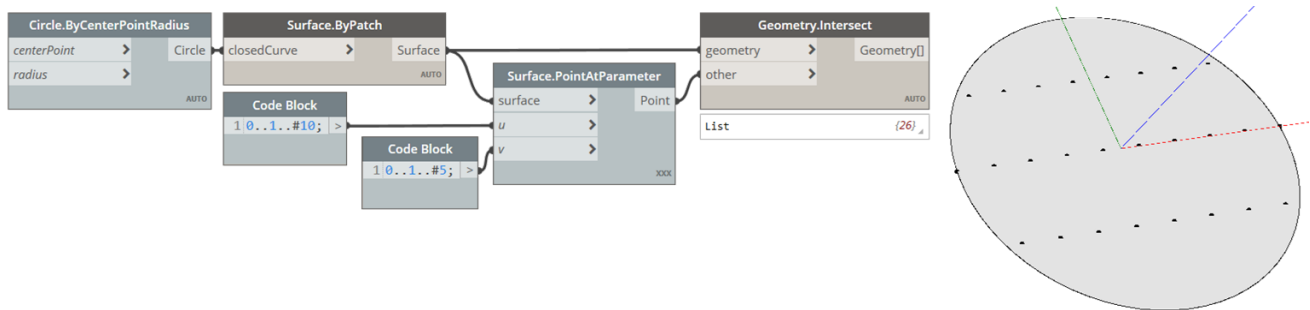 Circle.ByCenterPointRadius
centerPoint > Circle
radius >
AUTO
Surface.ByPatch
closedCurve > Surface
AUTO
Code Block
1 0..1..#10; >
Code Block
1 0..1..#5; >
Surface.PointAtParameter
surface > Point
u >
v >
xxx
Geometry.Intersect
geometry > Geometry[]
other >
AUTO
List {26}